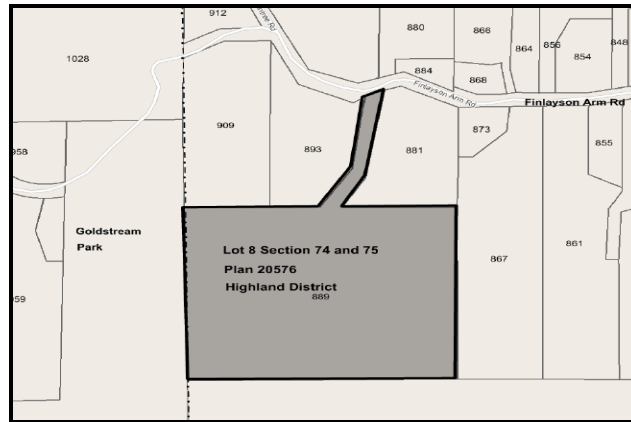 912
ntree Rd
880
866
864
856
854
848
1028
884
868
Finlayson Arm Rd
Finlayson Arm Rd
909
893
881
873
855
958
Goldstream
Park
Lot 8 Section 74 and 75
Plan 20576
Highland District
889
867
861
59